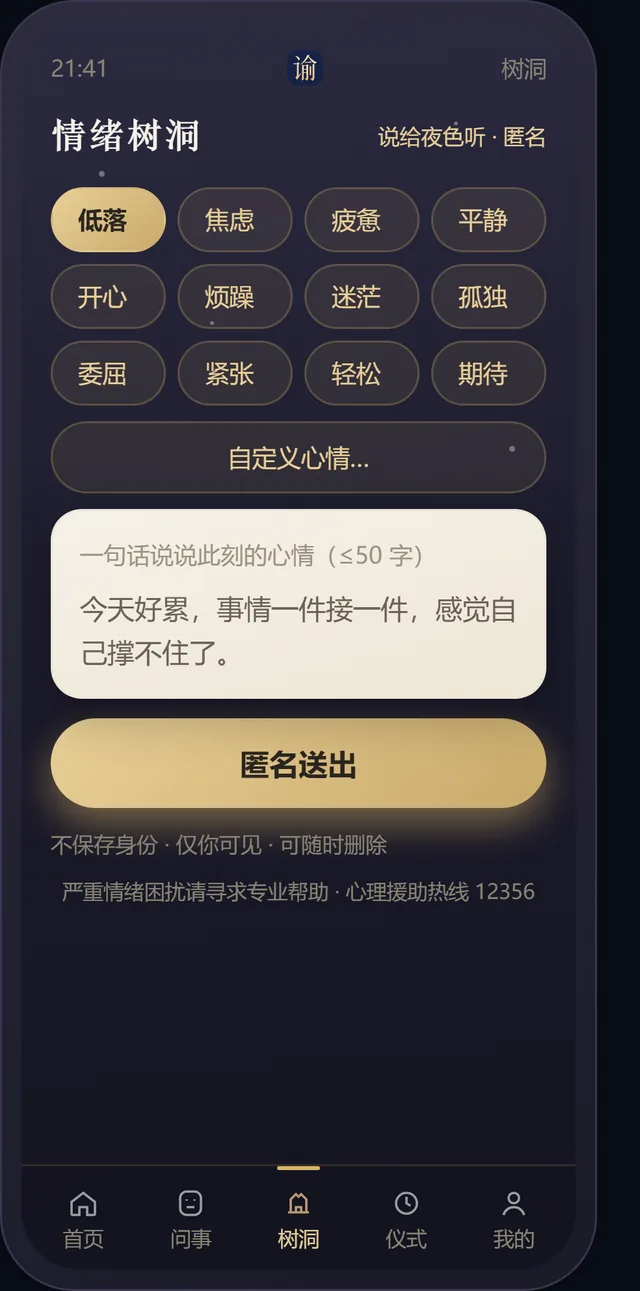 21:41 谕 树洞
情绪树洞 说给夜色听 · 匿名
低落 焦虑 疲惫 平静
开心 烦躁 迷茫 孤独
委屈 紧张 轻松 期待
自定义心情...
一句话说说此刻的心情（≤50 字）
今天好累，事情一件接一件，感觉自
己撑不住了。
匿名送出
不保存身份 · 仅你可见 · 可随时删除
严重情绪困扰请寻求专业帮助 · 心理援助热线 12356
首页 问事 树洞 仪式 我的